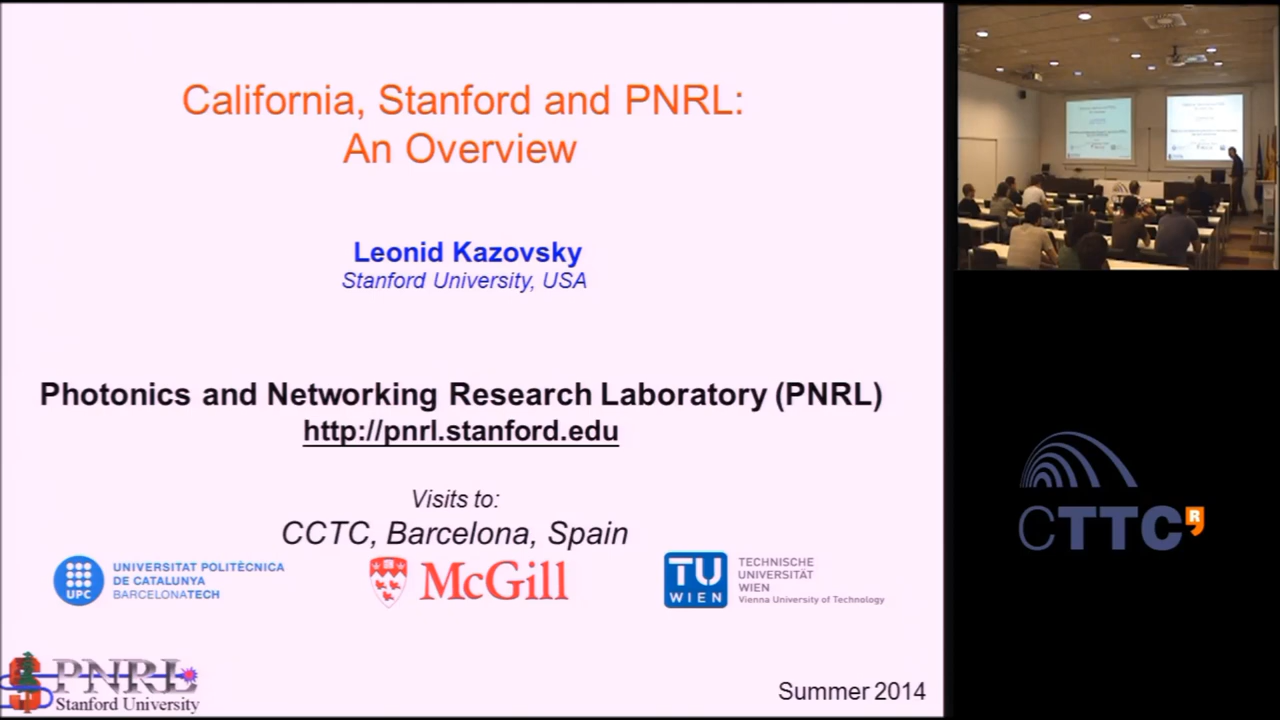 California, Stanford and PNRL:
An Overview
Leonid Kazovsky
Stanford University, USA
Photonics and Networking Research Laboratory (PNRL)
http://pnrl.stanford.edu
Visits to:
CCTC, Barcelona, Spain
UPC
UNIVERSITAT POLITÈCNICA
DE CATALUNYA
BARCELONATECH
McGill
TU
WIEN
TECHNISCHE
UNIVERSITÄT
WIEN
Vienna University of Technology
PNRL
Stanford University
Summer 2014
CTTC
R